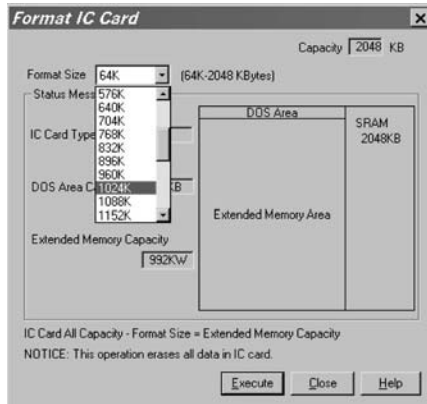 Format IC Card
Capacity 2048 KB
Format Size 64K (64K-2048 KBytes)
Status Mess
576K
640K
704K
768K
832K
896K
960K
1024K
1088K
1152K
IC Card Type
DOS Area C KB
Extended Memory Capacity
992KW
DOS Area
Extended Memory Area
SRAM
2048KB
IC Card All Capacity - Format Size = Extended Memory Capacity
NOTICE: This operation erases all data in IC card.
Execute Close Help